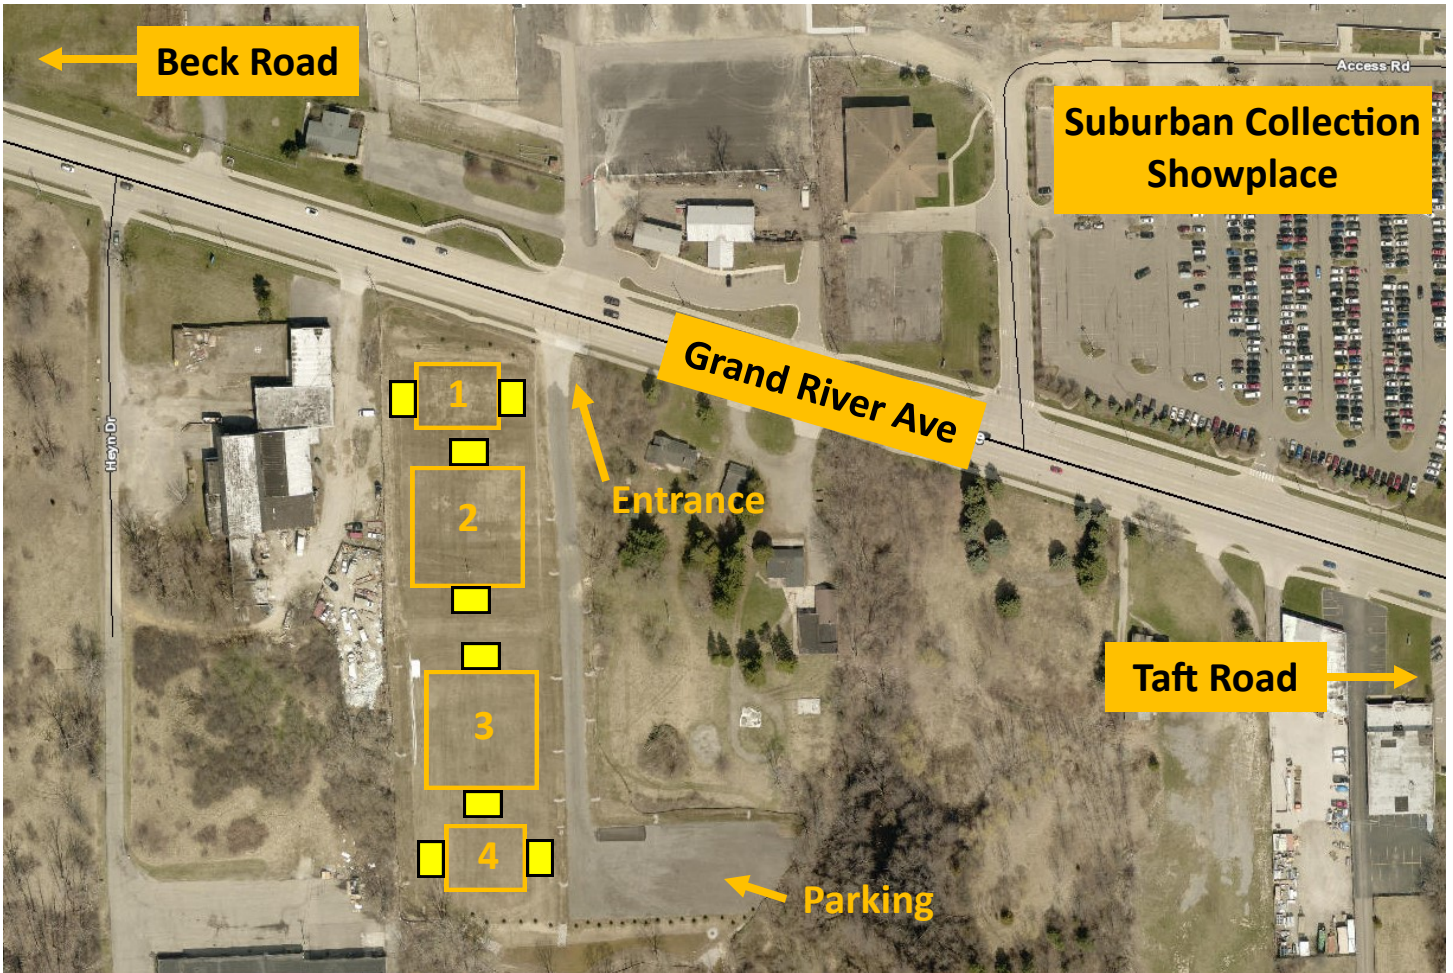 Beck Road
Access Rd
Suburban Collection
Showplace
Grand River Ave
Heyn Dr
1
Entrance
2
Taft Road
3
4
Parking